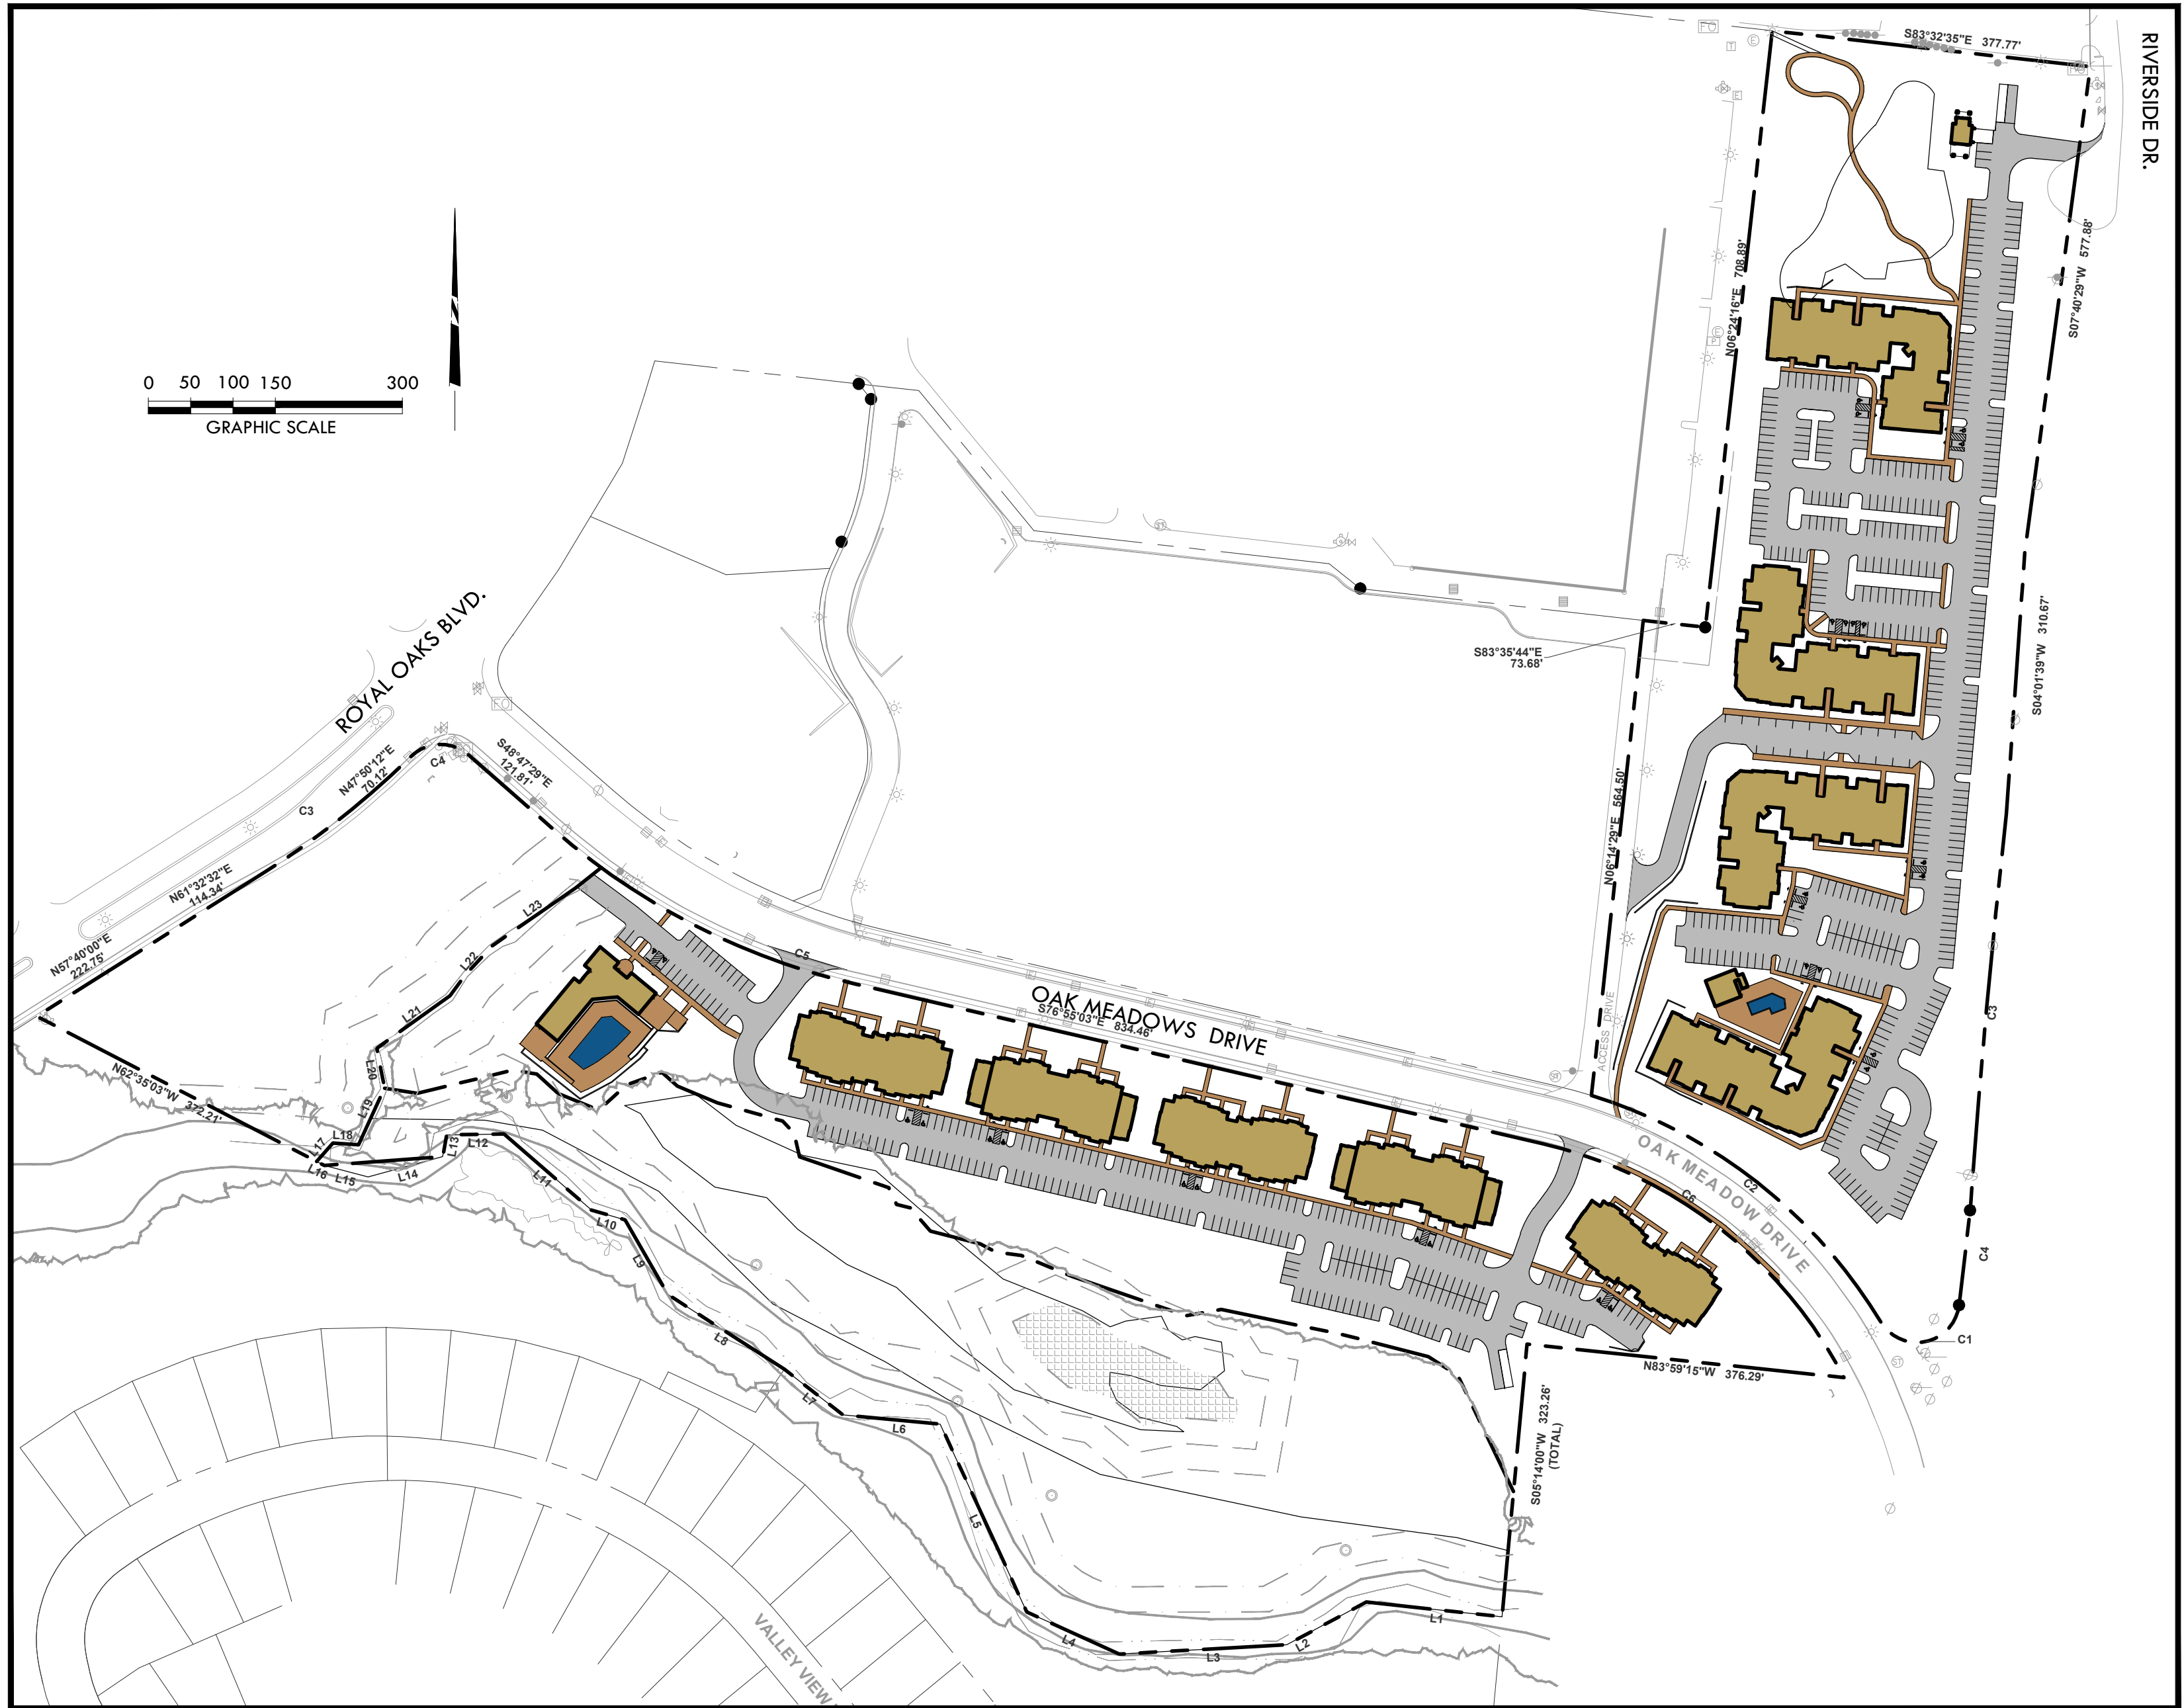 S83°32'35"E 377.77'
RIVERSIDE DR.
N06°24'16"E 708.89'
S07°40'29"W 577.88'
0 50 100 150 300
GRAPHIC SCALE
ROYAL OAKS BLVD.
S83°35'44"E
73.68'
S04°01'39"W 310.67'
N47°50'12"E
70.12'
C4
S48°47'29"E
121.81'
C3
N06°14'29"E 564.50'
N61°32'32"E
114.34'
N57°40'00"E
222.75'
L23
L22
L21
C5
OAK MEADOWS DRIVE
S76°55'03"E 834.46'
ACCESS DRIVE
C3
N62°35'03"W 372.21'
L20
L19
L18
L17
L16
L15
L14
L13
L12
L11
L10
L9
OAK MEADOW DRIVE
C2
C6
C4
C1
L8
L7
L6
L5
N83°59'15"W 376.29'
S05°14'00"W 323.26'
(TOTAL)
L4
L3
L2
L1
VALLEY VIEW